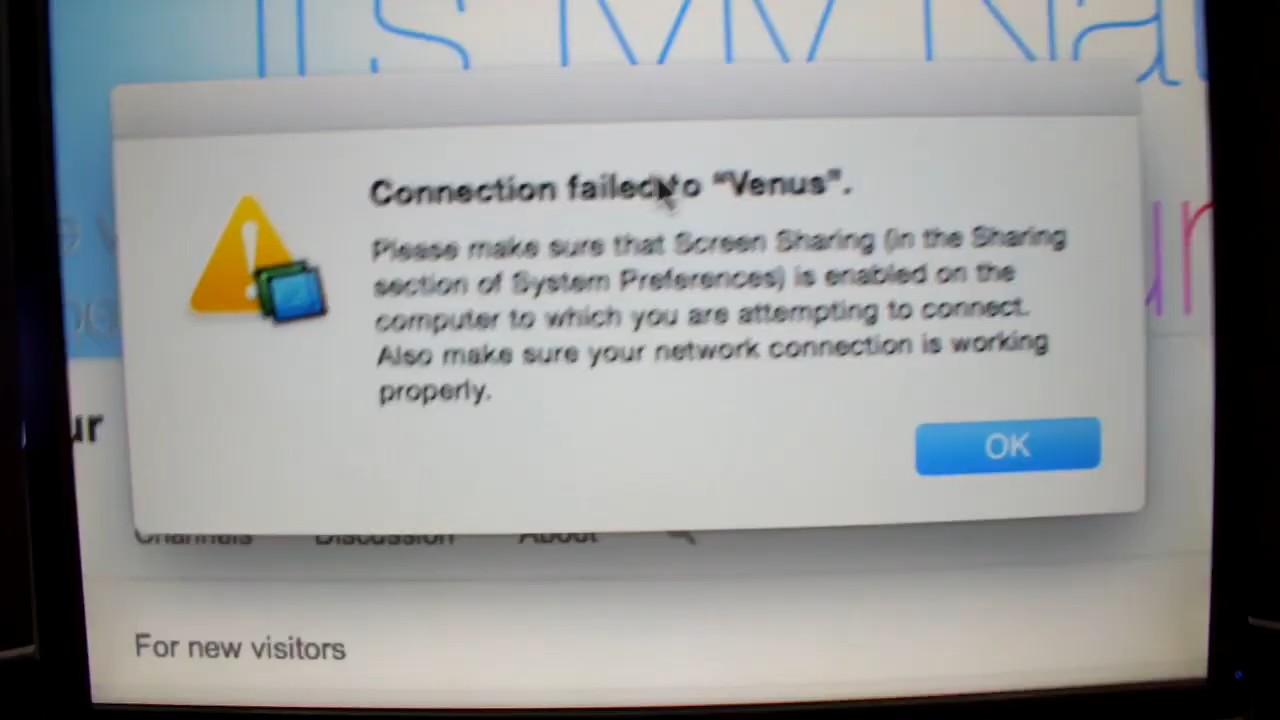 Connection failed to “Venus”.
Please make sure that Screen Sharing (in the Sharing
section of System Preferences) is enabled on the
computer to which you are attempting to connect.
Also make sure your network connection is working
properly.
OK
ur
Channels Discussion About
For new visitors